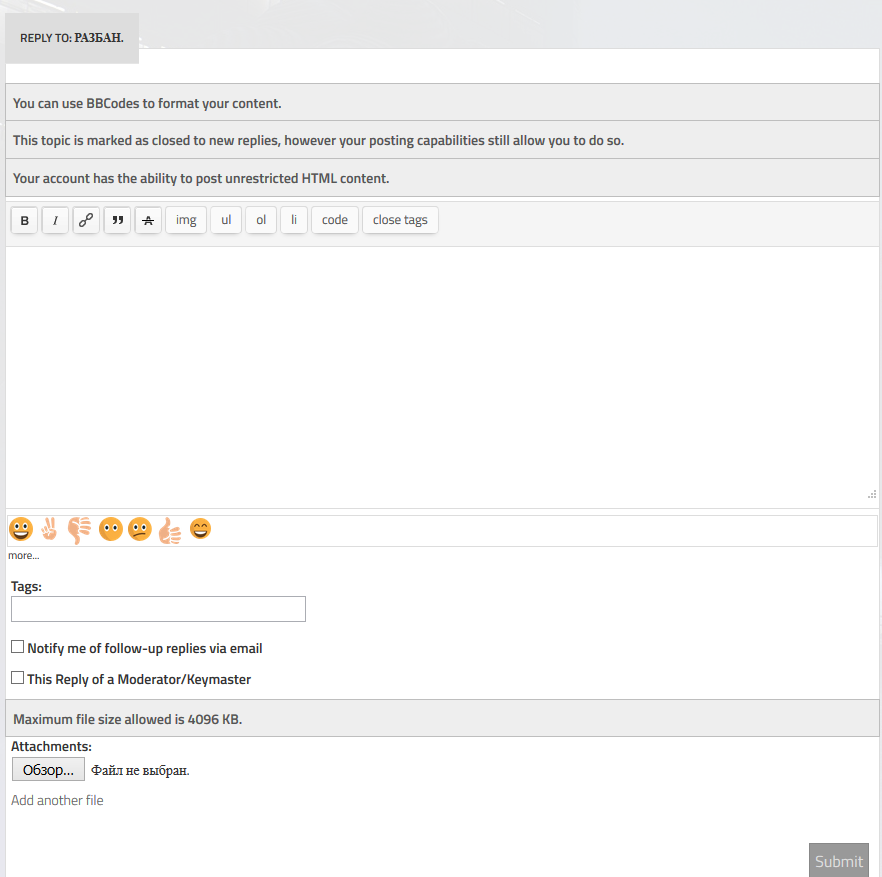 REPLY TO: РАЗБАН.
You can use BBCodes to format your content.
This topic is marked as closed to new replies, however your posting capabilities still allow you to do so.
Your account has the ability to post unrestricted HTML content.
B I ” A img ul ol li code close tags
more...
Tags:
Notify me of follow-up replies via email
This Reply of a Moderator/Keymaster
Maximum file size allowed is 4096 KB.
Attachments:
Обзор... Файл не выбран.
Add another file
Submit